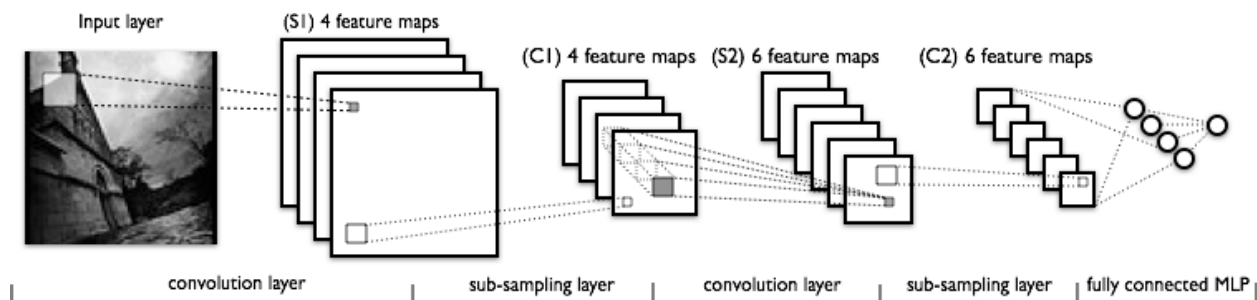 Input layer
(S1) 4 feature maps
(C1) 4 feature maps
(S2) 6 feature maps
(C2) 6 feature maps
convolution layer
sub-sampling layer
convolution layer
sub-sampling layer
fully connected MLP